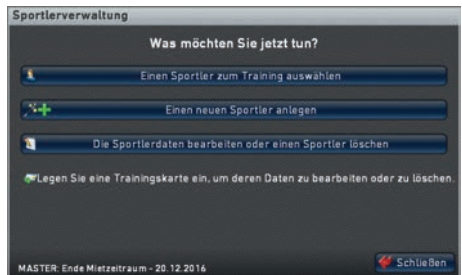 Sportlerverwaltung
Was möchten Sie jetzt tun?
Einen Sportler zum Training auswählen
Einen neuen Sportler anlegen
Die Sportlerdaten bearbeiten oder einen Sportler löschen
Legen Sie eine Trainingskarte ein, um deren Daten zu bearbeiten oder zu löschen.
MASTER: Ende Mietzeitraum - 20.12.2016
Schließen